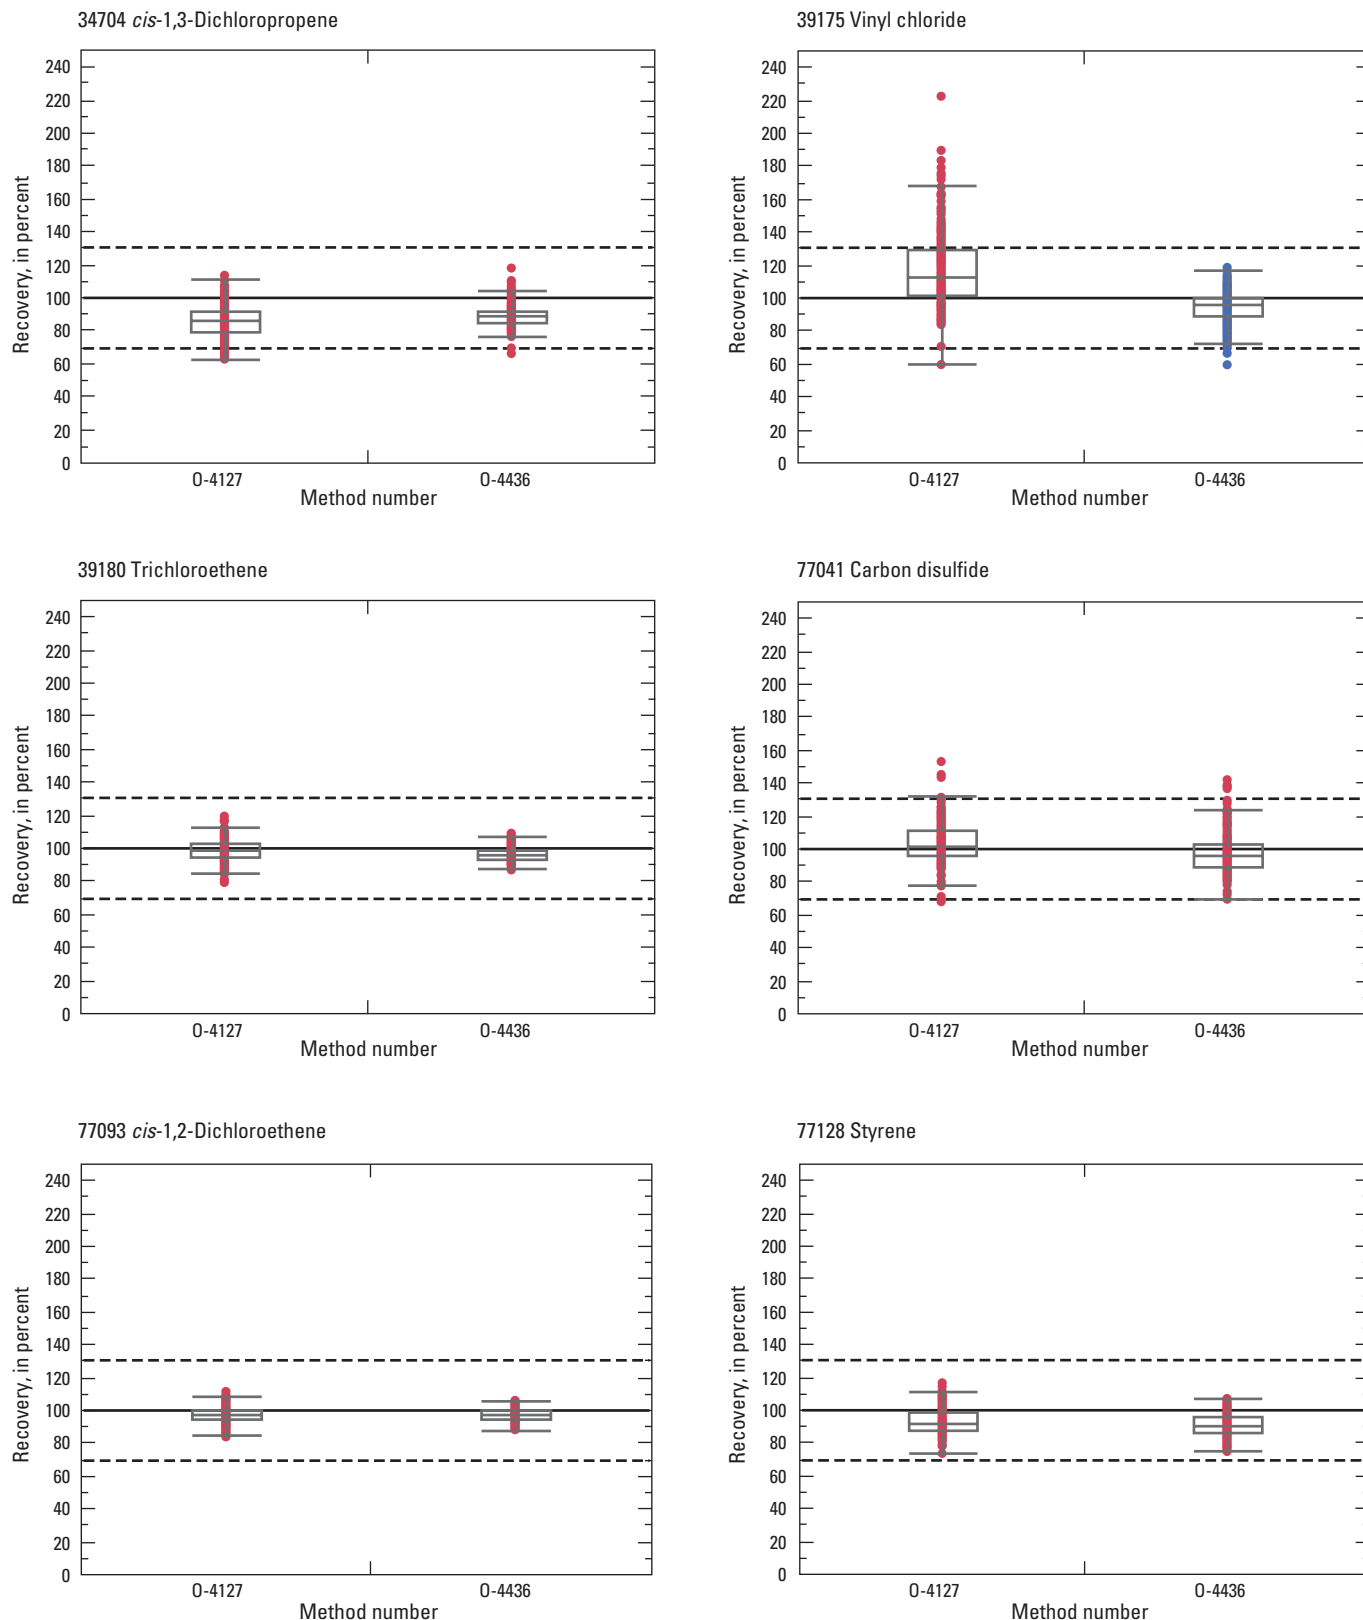 34704 cis-1,3-Dichloropropene
240
220
200
180
160
140
120
100
80
60
40
20
0
Recovery, in percent
O-4127
O-4436
Method number
39175 Vinyl chloride
240
220
200
180
160
140
120
100
80
60
40
20
0
Recovery, in percent
O-4127
O-4436
Method number
39180 Trichloroethene
240
220
200
180
160
140
120
100
80
60
40
20
0
Recovery, in percent
O-4127
O-4436
Method number
77041 Carbon disulfide
240
220
200
180
160
140
120
100
80
60
40
20
0
Recovery, in percent
O-4127
O-4436
Method number
77093 cis-1,2-Dichloroethene
240
220
200
180
160
140
120
100
80
60
40
20
0
Recovery, in percent
O-4127
O-4436
Method number
77128 Styrene
240
220
200
180
160
140
120
100
80
60
40
20
0
Recovery, in percent
O-4127
O-4436
Method number